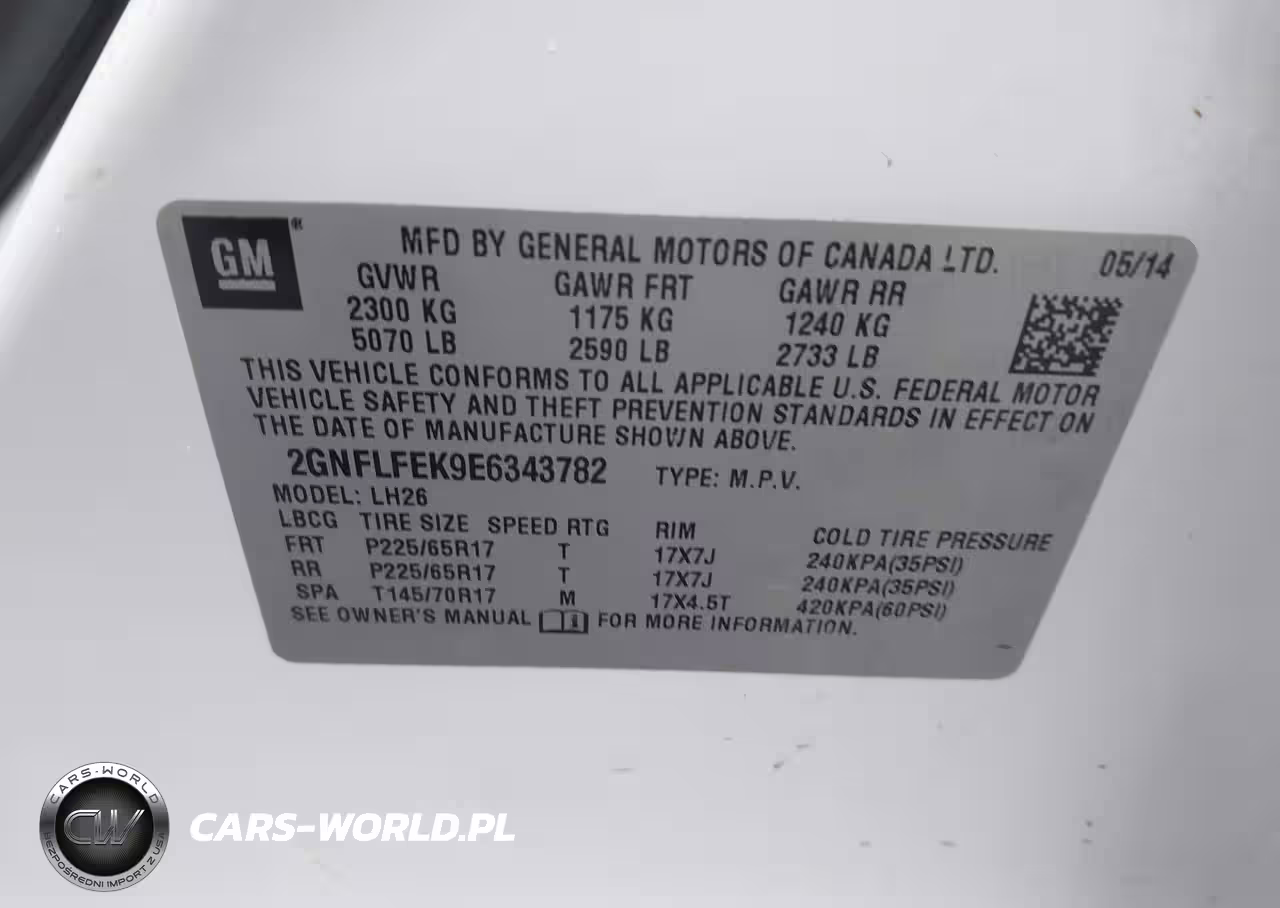 GM
MFD BY GENERAL MOTORS OF CANADA LTD. 05/14
GVWR GAWR FRT GAWR RR
2300 KG 1175 KG 1240 KG
5070 LB 2590 LB 2733 LB
THIS VEHICLE CONFORMS TO ALL APPLICABLE U.S. FEDERAL MOTOR
VEHICLE SAFETY AND THEFT PREVENTION STANDARDS IN EFFECT ON
THE DATE OF MANUFACTURE SHOWN ABOVE.
2GNFLFEK9E6343782 TYPE: M.P.V.
MODEL: LH26
LBCG TIRE SIZE SPEED RTG RIM COLD TIRE PRESSURE
FRT P225/65R17 T 17X7J 240KPA(35PSI)
RR P225/65R17 T 17X7J 240KPA(35PSI)
SPA T145/70R17 M 17X4.5T 420KPA(60PSI)
SEE OWNER'S MANUAL FOR MORE INFORMATION.
CARS-WORLD
CW
BEZPOŚREDNI IMPORT Z USA
CARS-WORLD.PL